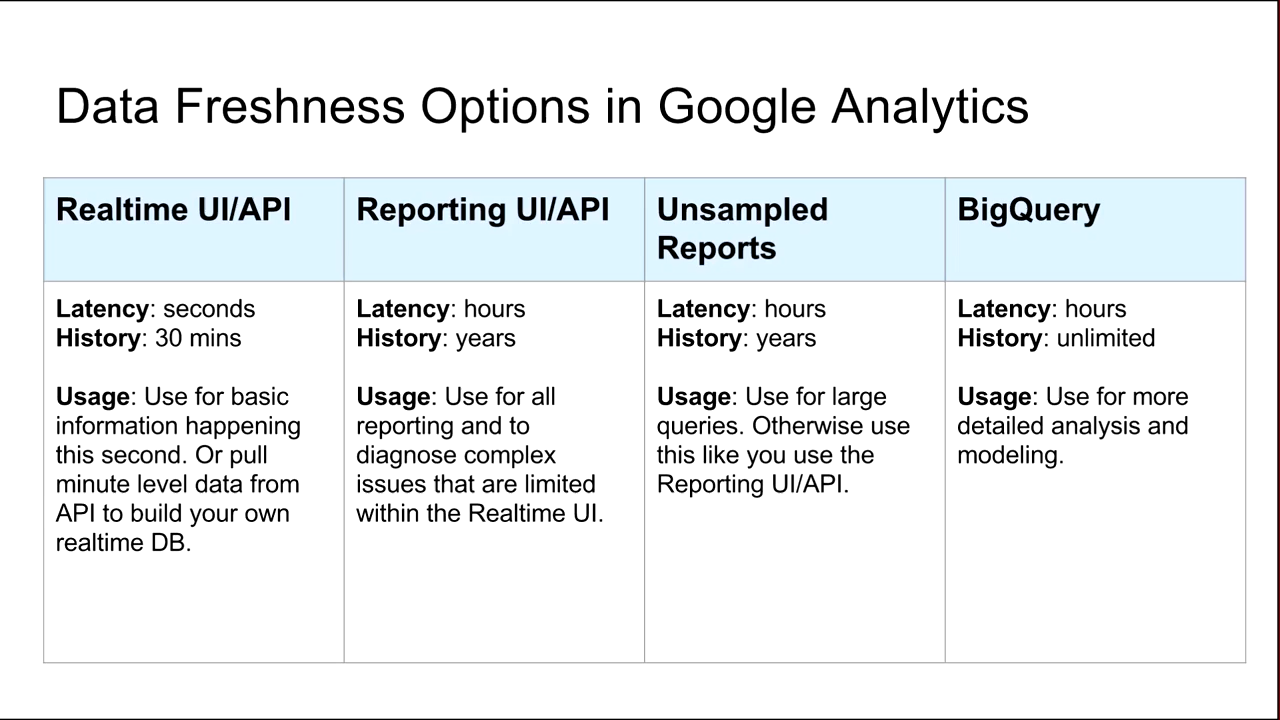 Data Freshness Options in Google Analytics
Realtime UI/API
Reporting UI/API
Unsampled
Reports
BigQuery
Latency: seconds
History: 30 mins
Usage: Use for basic
information happening
this second. Or pull
minute level data from
API to build your own
realtime DB.
Latency: hours
History: years
Usage: Use for all
reporting and to
diagnose complex
issues that are limited
within the Realtime UI.
Latency: hours
History: years
Usage: Use for large
queries. Otherwise use
this like you use the
Reporting UI/API.
Latency: hours
History: unlimited
Usage: Use for more
detailed analysis and
modeling.